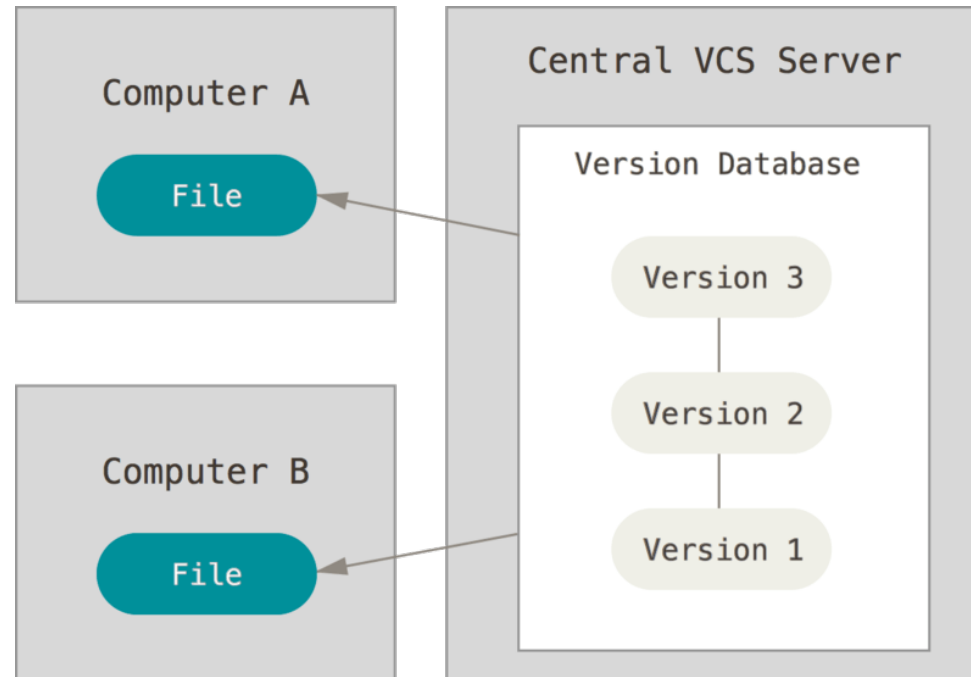 Computer A
File
Computer B
File
Central VCS Server
Version Database
Version 3
Version 2
Version 1